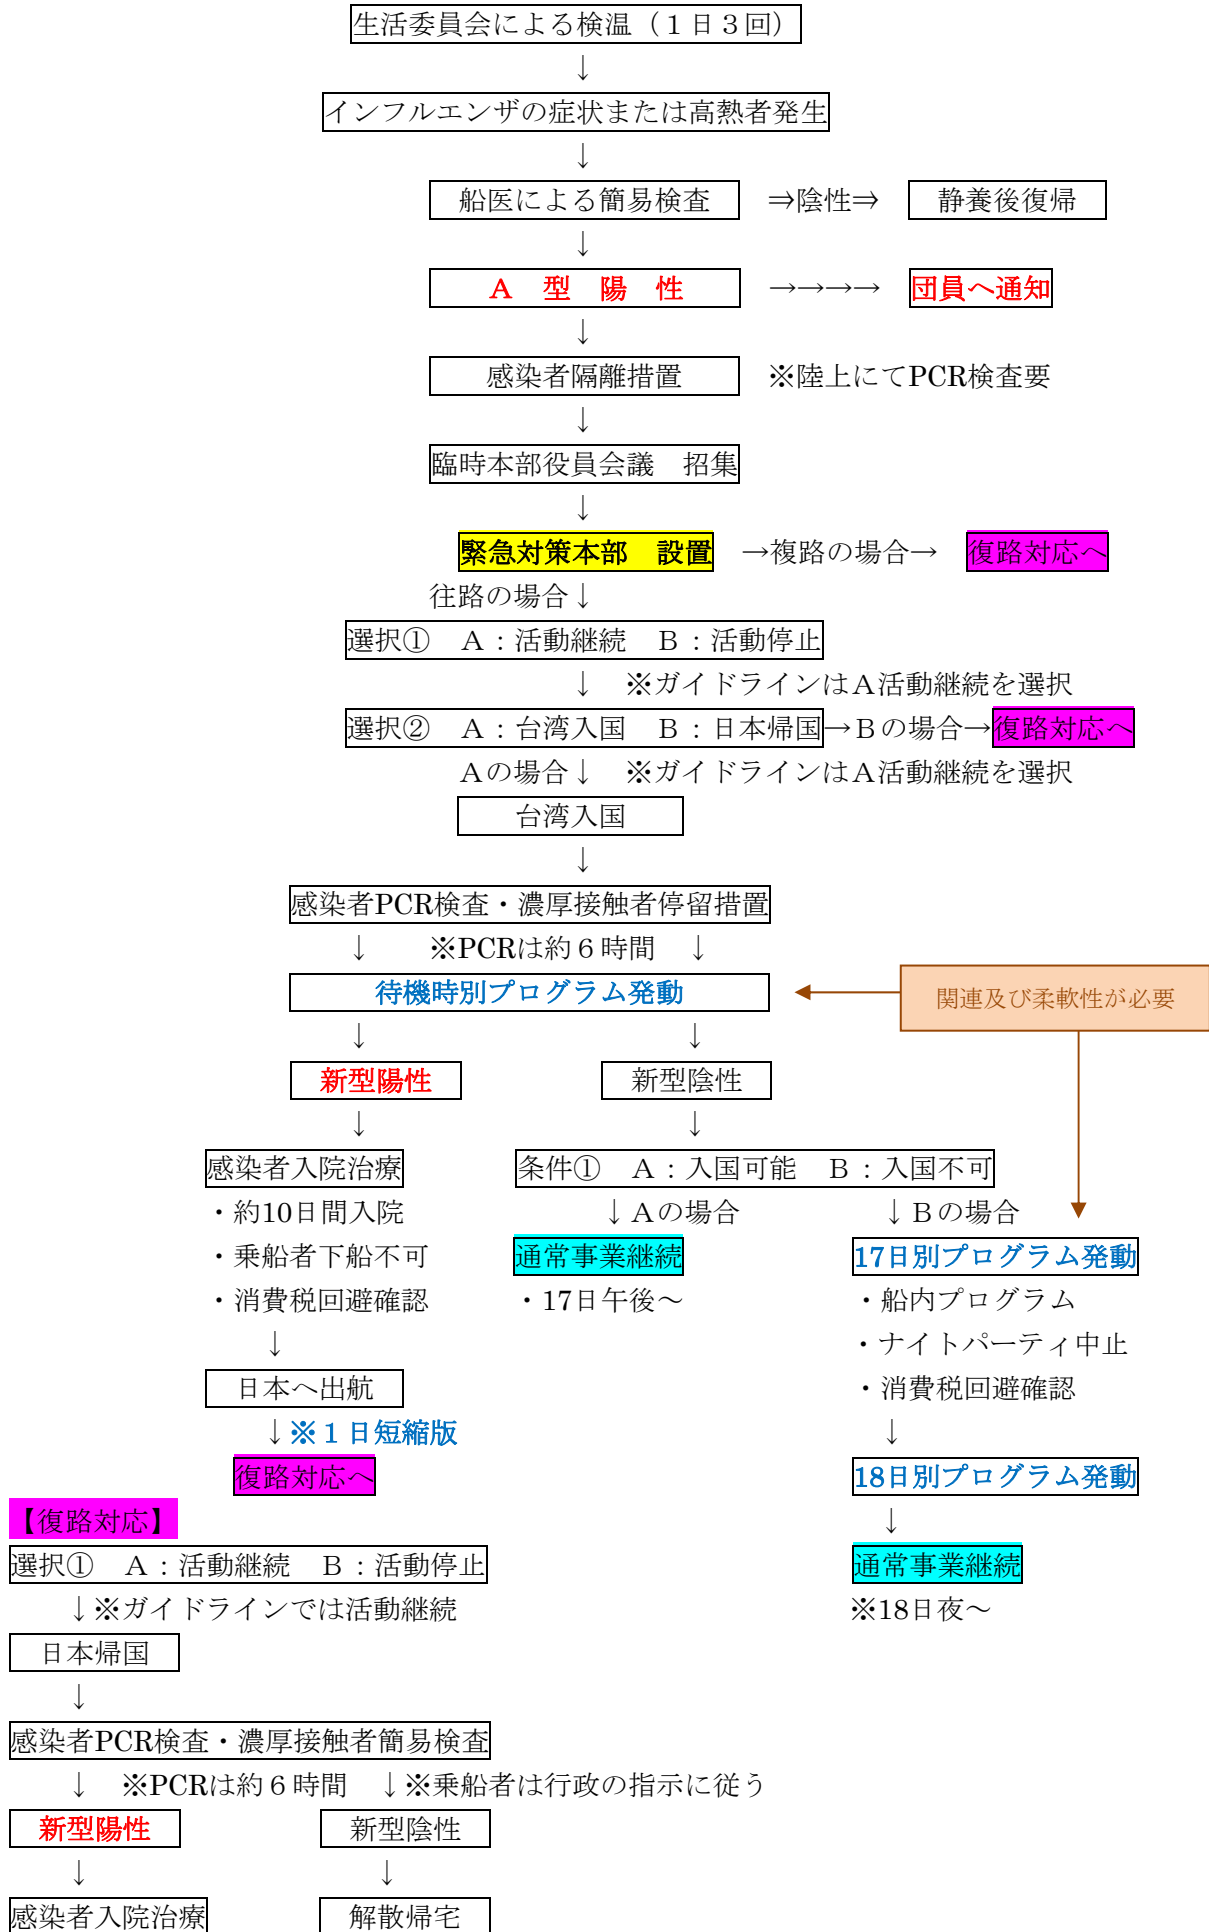 生活委員会による検温（１日３回）
↓
インフルエンザの症状または高熱者発生
↓
船医による簡易検査　⇒陰性⇒　静養後復帰
↓
Ａ　型　陽　性　→→→→　団員へ通知
↓
感染者隔離措置　※陸上にてPCR検査要
↓
臨時本部役員会議　招集
↓
緊急対策本部　設置　→複路の場合→　復路対応へ
往路の場合↓
選択①　Ａ：活動継続　Ｂ：活動停止
↓　※ガイドラインはＡ活動継続を選択
選択②　Ａ：台湾入国　Ｂ：日本帰国→Ｂの場合→復路対応へ
Ａの場合↓　※ガイドラインはＡ活動継続を選択
台湾入国
↓
感染者PCR検査・濃厚接触者停留措置
↓　※PCRは約６時間　↓
待機時別プログラム発動　関連及び柔軟性が必要
↓　↓
新型陽性　新型陰性
↓　↓
感染者入院治療　条件①　Ａ：入国可能　Ｂ：入国不可
・約10日間入院　↓Ａの場合　↓Ｂの場合
・乗船者下船不可　通常事業継続　17日別プログラム発動
・消費税回避確認　・17日午後～　・船内プログラム
↓　・ナイトパーティ中止
日本へ出航　・消費税回避確認
↓※１日短縮版　↓
復路対応へ　18日別プログラム発動
【復路対応】　↓
選択①　Ａ：活動継続　Ｂ：活動停止　通常事業継続
↓※ガイドラインでは活動継続　※18日夜～
日本帰国
↓
感染者PCR検査・濃厚接触者簡易検査
↓　※PCRは約６時間　↓※乗船者は行政の指示に従う
新型陽性　新型陰性
↓　↓
感染者入院治療　解散帰宅